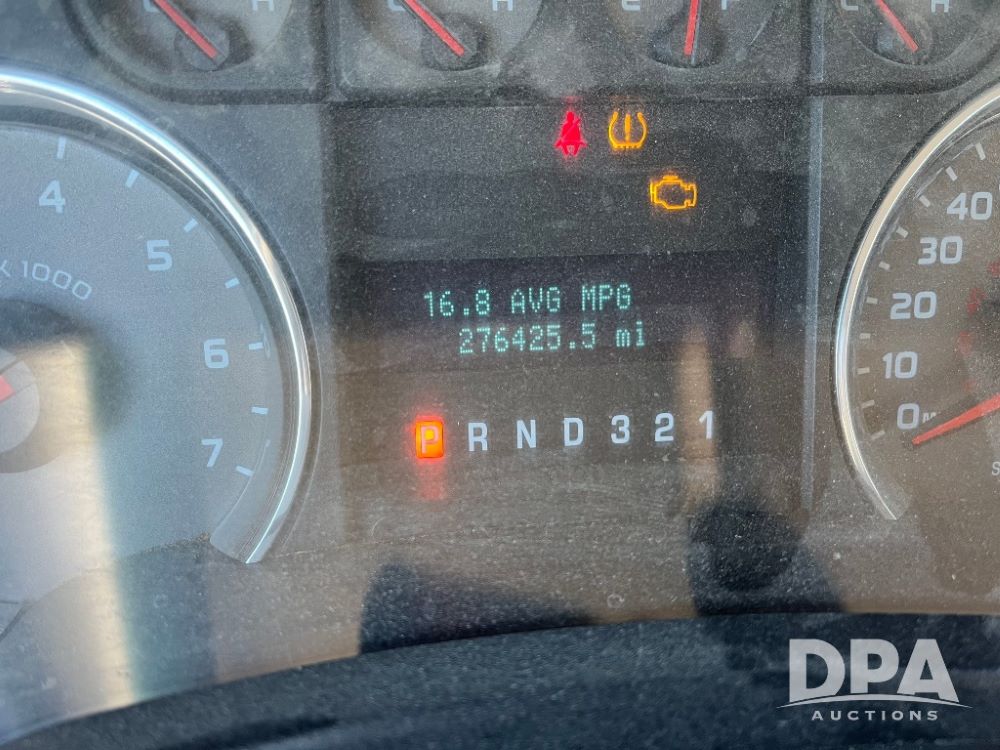 H
H
E F
C H
4
5
6
7
x 1000
16.8 AVG MPG
276425.5 mi
P R N D 3 2 1
40
30
20
10
0
DPA
AUCTIONS